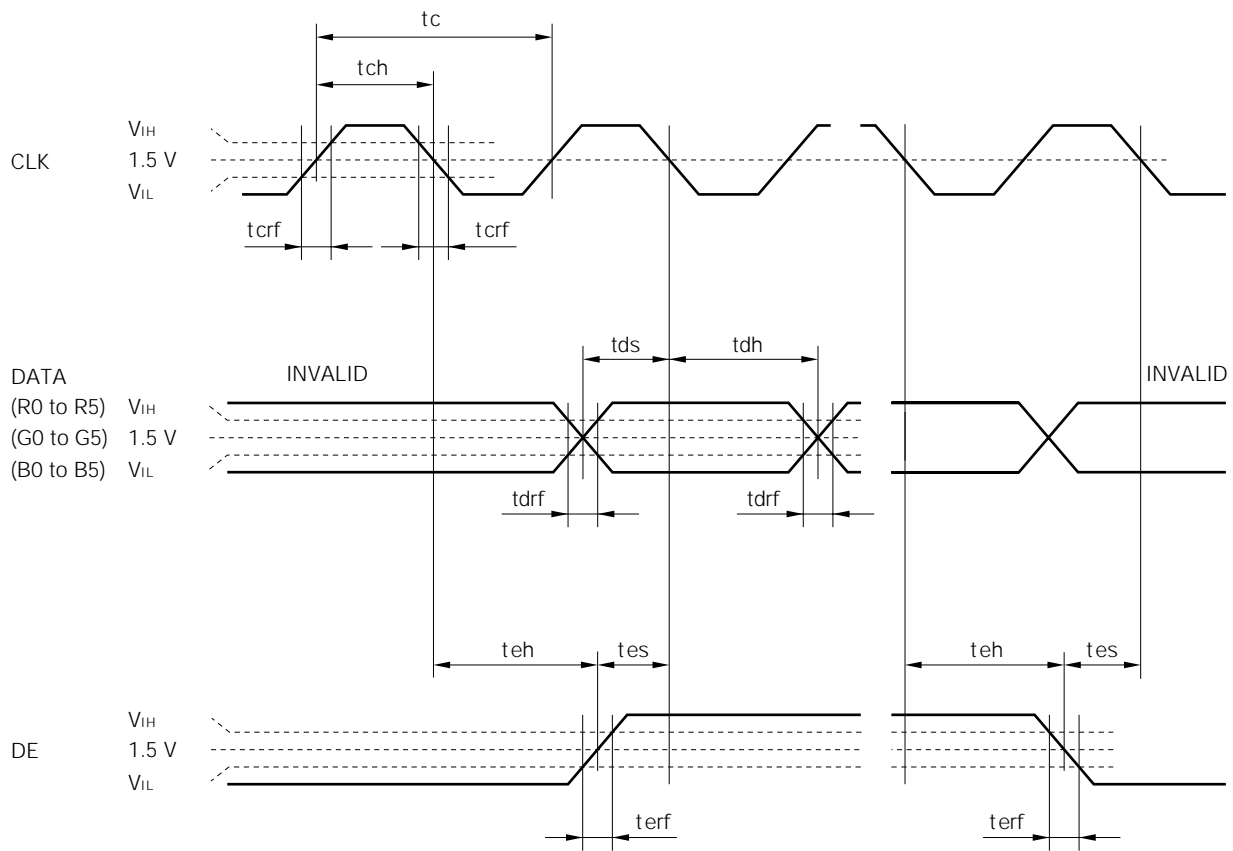 tc
tch
VIH
CLK 1.5 V
VIL
tcrf tcrf
tds tdh
DATA INVALID INVALID
(R0 to R5) VIH
(G0 to G5) 1.5 V
(B0 to B5) VIL
tdrf tdrf
teh tes teh tes
VIH
DE 1.5 V
VIL
terf terf